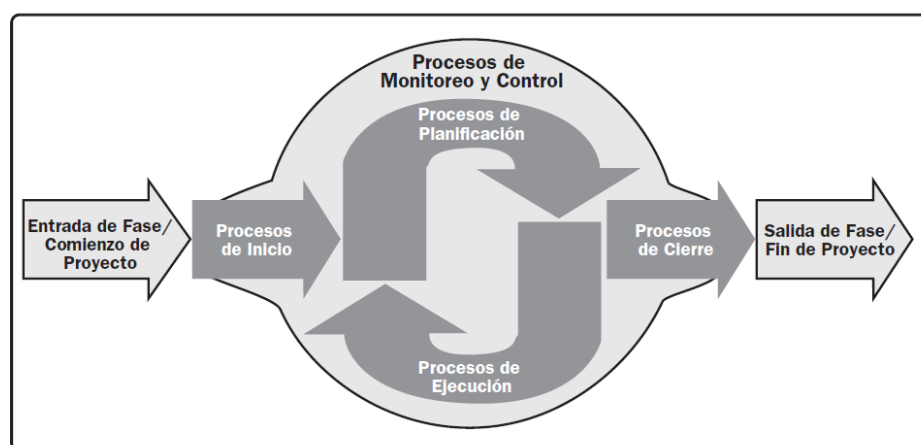 Procesos de
Monitoreo y Control
Procesos de
Planificación
Entrada de Fase/
Comienzo de
Proyecto
Procesos
de Inicio
Procesos
de Cierre
Salida de Fase/
Fin de Proyecto
Procesos de
Ejecución